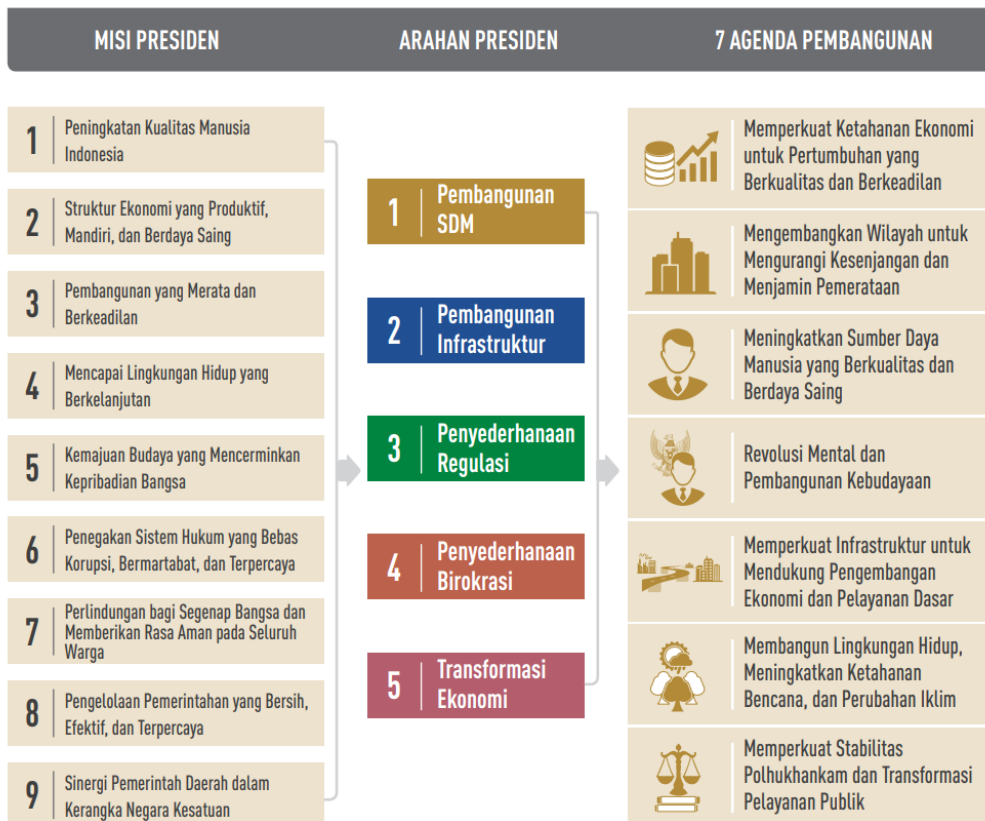 MISI PRESIDEN
ARAHAN PRESIDEN
7 AGENDA PEMBANGUNAN
1
Peningkatan Kualitas Manusia
Indonesia
2
Struktur Ekonomi yang Produktif,
Mandiri, dan Berdaya Saing
3
Pembangunan yang Merata dan
Berkeadilan
4
Mencapai Lingkungan Hidup yang
Berkelanjutan
5
Kemajuan Budaya yang Mencerminkan
Kepribadian Bangsa
6
Penegakan Sistem Hukum yang Bebas
Korupsi, Bermartabat, dan Terpercaya
7
Perlindungan bagi Segenap Bangsa dan
Memberikan Rasa Aman pada Seluruh
Warga
8
Pengelolaan Pemerintahan yang Bersih,
Efektif, dan Terpercaya
9
Sinergi Pemerintah Daerah dalam
Kerangka Negara Kesatuan
1
Pembangunan
SDM
2
Pembangunan
Infrastruktur
3
Penyederhanaan
Regulasi
4
Penyederhanaan
Birokrasi
5
Transformasi
Ekonomi
Memperkuat Ketahanan Ekonomi
untuk Pertumbuhan yang
Berkualitas dan Berkeadilan
Mengembangkan Wilayah untuk
Mengurangi Kesenjangan dan
Menjamin Pemerataan
Meningkatkan Sumber Daya
Manusia yang Berkualitas dan
Berdaya Saing
Revolusi Mental dan
Pembangunan Kebudayaan
Memperkuat Infrastruktur untuk
Mendukung Pengembangan
Ekonomi dan Pelayanan Dasar
Membangun Lingkungan Hidup,
Meningkatkan Ketahanan
Bencana, dan Perubahan Iklim
Memperkuat Stabilitas
Polhukhankam dan Transformasi
Pelayanan Publik